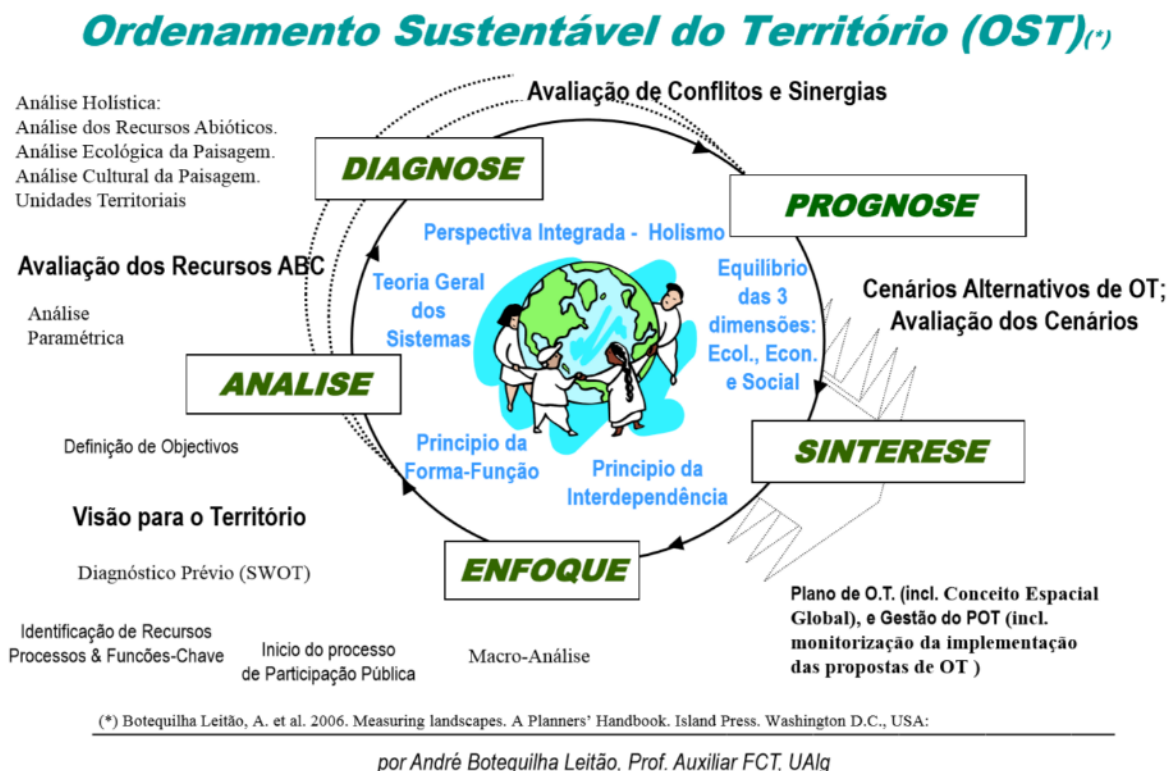 Ordenamento Sustentável do Território (OST)(*)
Análise Holística:
Análise dos Recursos Abióticos.
Análise Ecológica da Paisagem.
Análise Cultural da Paisagem.
Unidades Territoriais
Avaliação de Conflitos e Sinergias
DIAGNOSE
PROGNOSE
Perspectiva Integrada - Holismo
Avaliação dos Recursos ABC
Análise
Paramétrica
Teoria Geral
dos
Sistemas
Equilíbrio
das 3
dimensões:
Ecol., Econ.
e Social
Cenários Alternativos de OT;
Avaliação dos Cenários
ANALISE
SINTERESE
Definição de Objectivos
Principio da
Forma-Função
Principio da
Interdependência
Visão para o Território
Diagnóstico Prévio (SWOT)
ENFOQUE
Identificação de Recursos
Processos & Funcões-Chave
Inicio do processo
de Participação Pública
Macro-Análise
Plano de O.T. (incl. Conceito Espacial
Global), e Gestão do POT (incl.
monitorização da implementação
das propostas de OT )
(*) Botequilha Leitão, A. et al. 2006. Measuring landscapes. A Planners' Handbook. Island Press. Washington D.C., USA:
por André Botequilha Leitão, Prof. Auxiliar FCT, UAlg